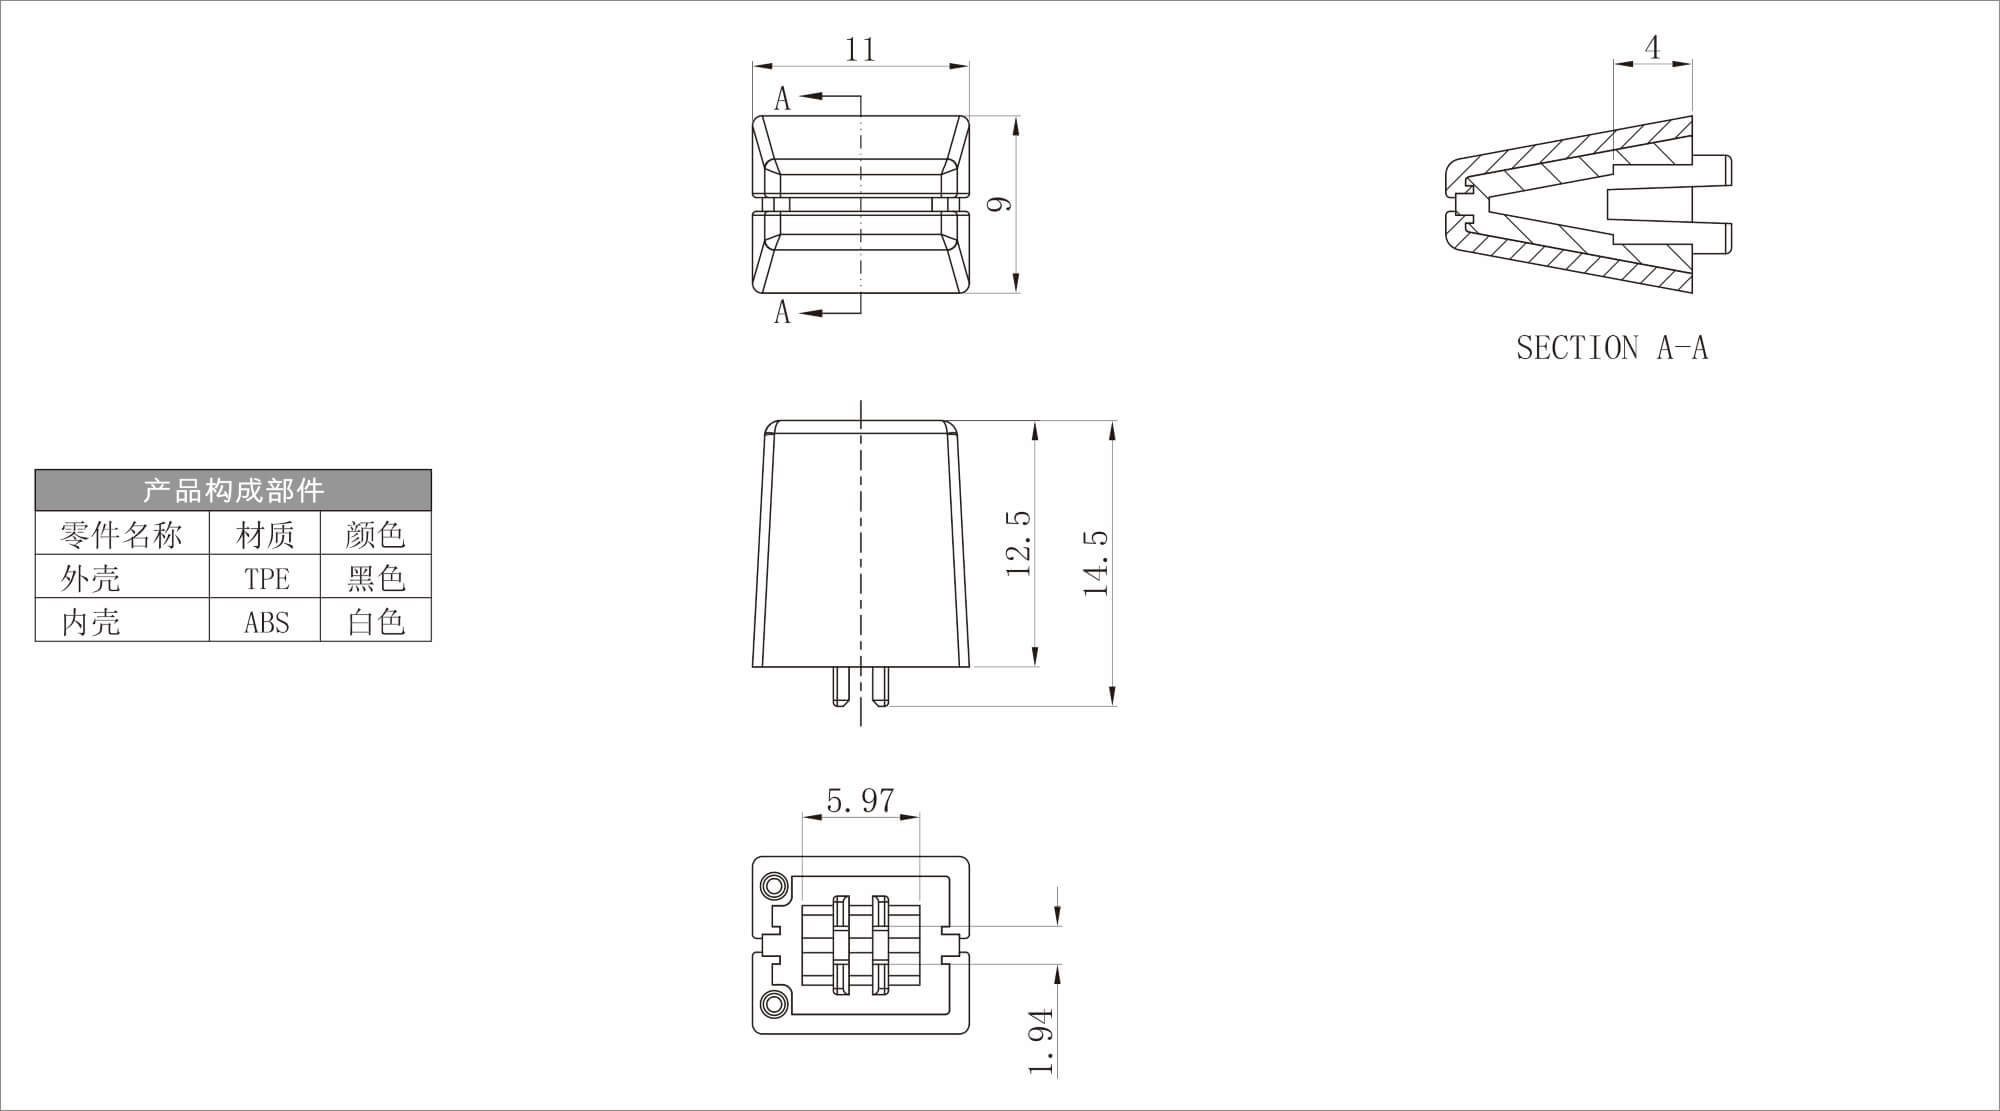 11
A
9
A
4
SECTION A-A
12.5
14.5
产品构成部件
零件名称 材质 颜色
外壳 TPE 黑色
内壳 ABS 白色
5.97
1.94